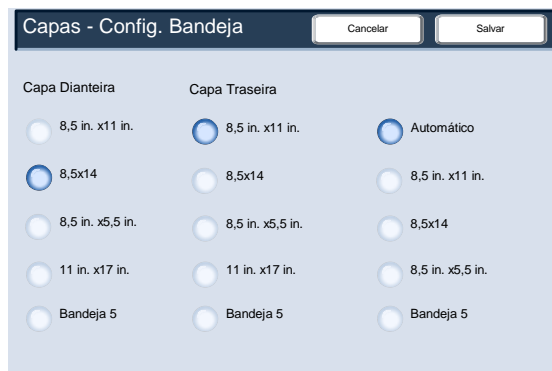 Capas - Config. Bandeja
Cancelar
Salvar
Capa Dianteira
8,5 in. x11 in.
8,5x14
8,5 in. x5,5 in.
11 in. x17 in.
Bandeja 5
Capa Traseira
8,5 in. x11 in.
8,5x14
8,5 in. x5,5 in.
11 in. x17 in.
Bandeja 5
Automático
8,5 in. x11 in.
8,5x14
8,5 in. x5,5 in.
Bandeja 5